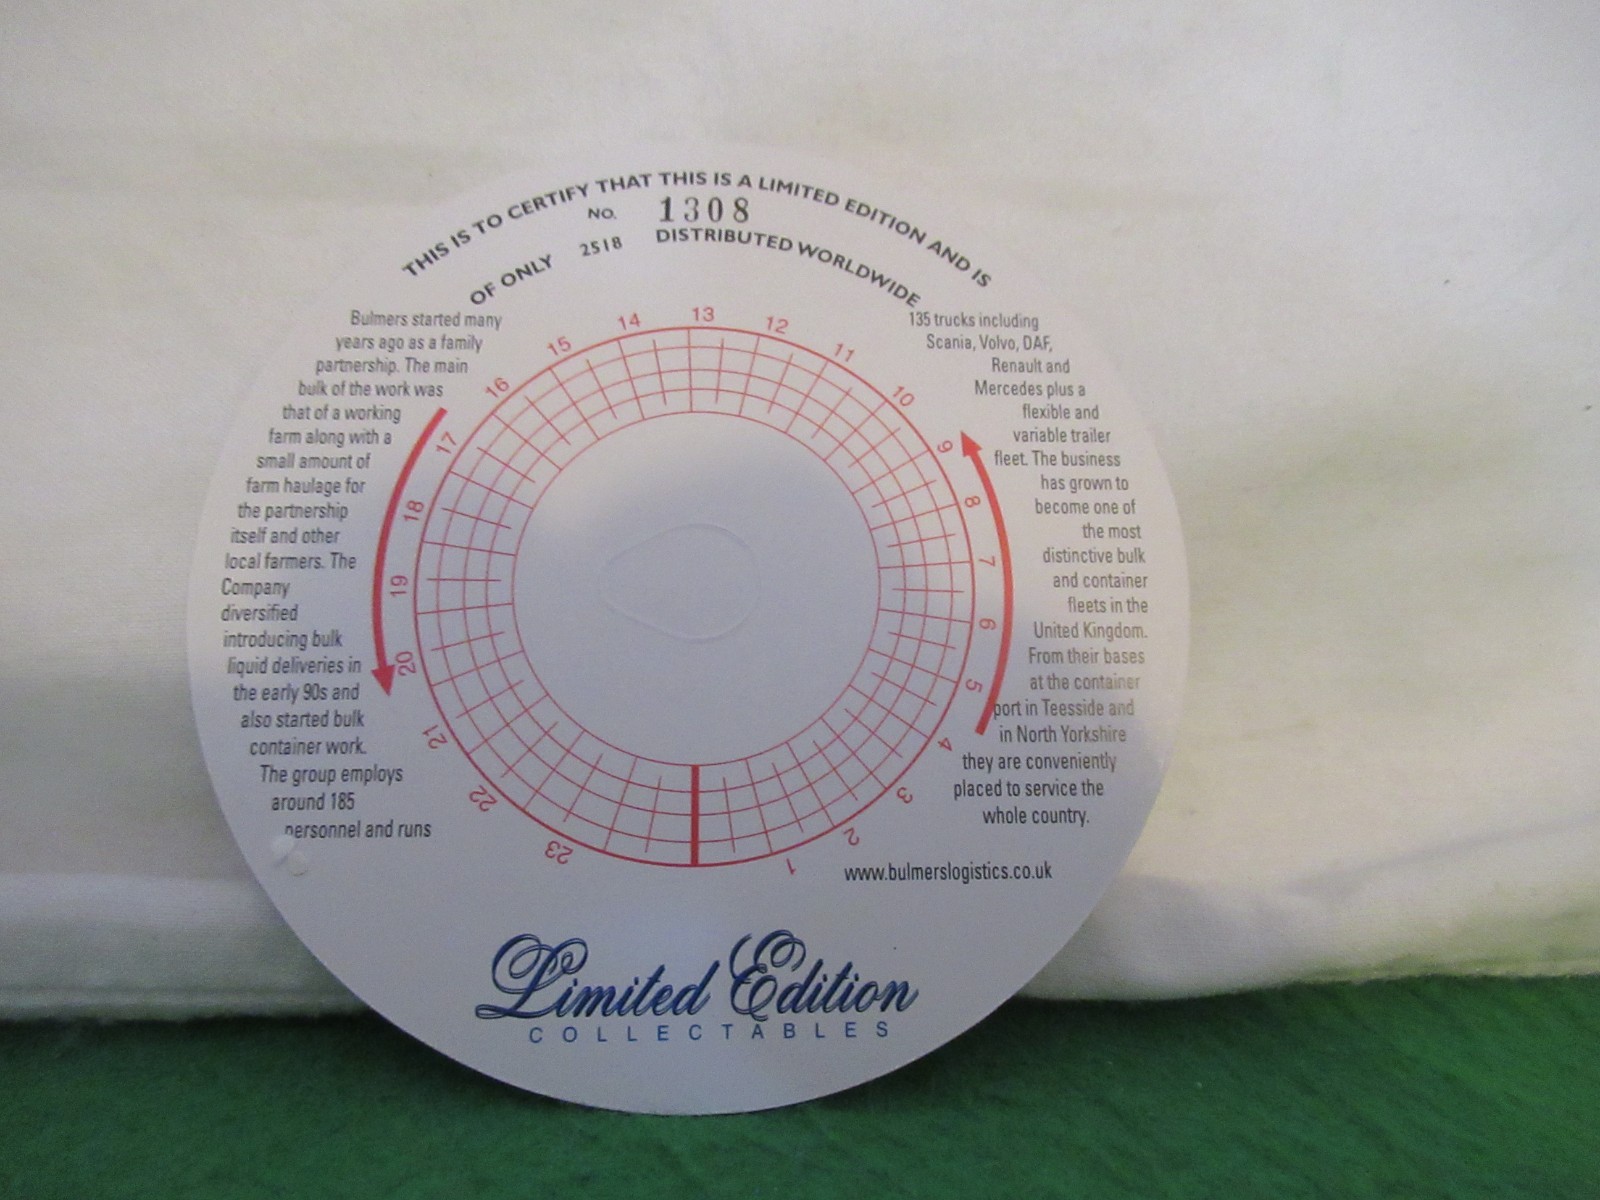 THIS IS TO CERTIFY THAT THIS IS A LIMITED EDITION AND IS
NO. 1308
OF ONLY 2518 DISTRIBUTED WORLDWIDE
Bulmers started many
years ago as a family
partnership. The main
bulk of the work was
that of a working
farm along with a
small amount of
farm haulage for
the partnership
itself and other
local farmers. The
Company
diversified
introducing bulk
liquid deliveries in
the early 90s and
also started bulk
container work.
The group employs
around 185
personnel and runs
135 trucks including
Scania, Volvo, DAF,
Renault and
Mercedes plus a
flexible and
variable trailer
fleet. The business
has grown to
become one of
the most
distinctive bulk
and container
fleets in the
United Kingdom.
From their bases
at the container
port in Teesside and
in North Yorkshire
they are conveniently
placed to service the
whole country.
www.bulmerslogistics.co.uk
1
2
3
4
5
6
7
8
9
10
11
12
13
14
15
16
17
18
19
20
21
22
23
Limited Edition
COLLECTABLES